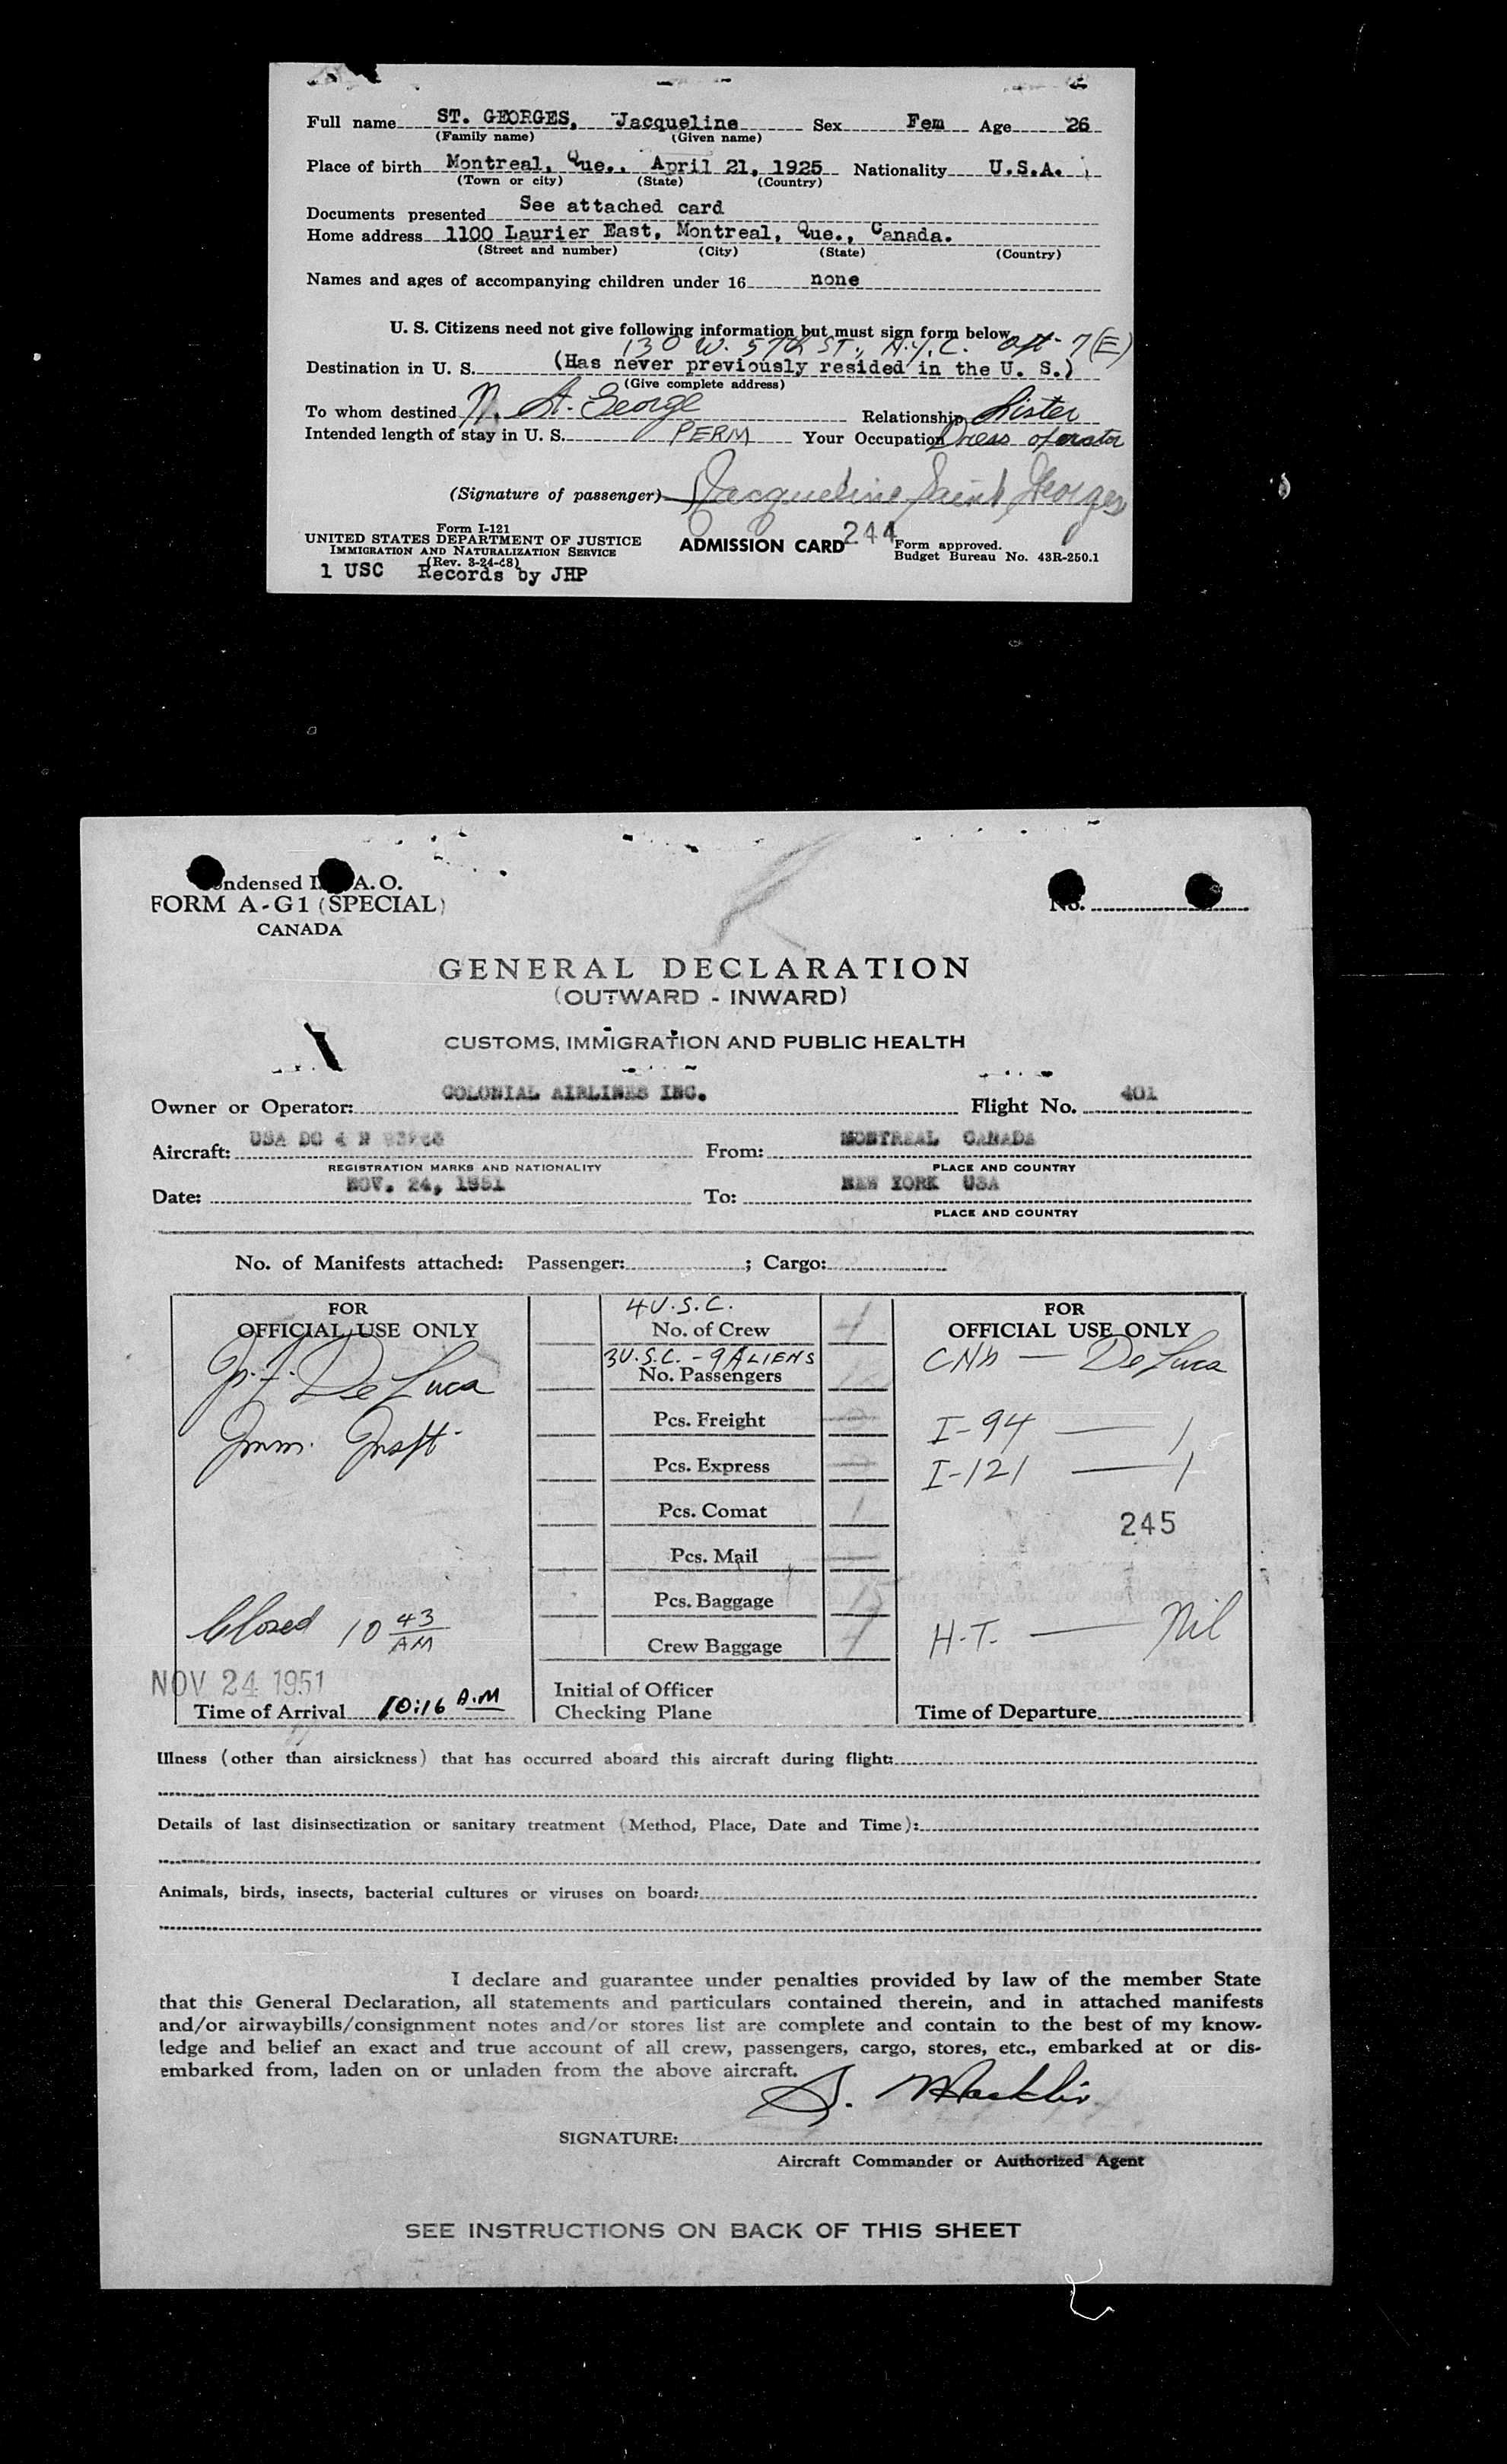 Full name ST. GEORGES, Jacqueline Sex Fem Age 26
(Family name) (Given name)
Place of birth Montreal, Que., April 21, 1925 Nationality U.S.A.
(Town or city) (State) (Country)
Documents presented See attached card
Home address 1100 Laurier East, Montreal, Que., Canada.
(Street and number) (City) (State) (Country)
Names and ages of accompanying children under 16 none
U. S. Citizens need not give following information but must sign form below
130 W. 57th ST., N.Y.C. apt- 7(E)
Destination in U. S. (Has never previously resided in the U. S.)
(Give complete address)
To whom destined St. George Relationship Sister
Intended length of stay in U. S. PERM Your Occupation Dress operator
(Signature of passenger) Jacqueline Saint Georges
Form I-121
UNITED STATES DEPARTMENT OF JUSTICE
IMMIGRATION AND NATURALIZATION SERVICE
(Rev. 3-24-48)
ADMISSION CARD 244
Form approved.
Budget Bureau No. 43R-250.1
1 USC Records by JHP
FORM A-G1 (SPECIAL)
CANADA
No.
GENERAL DECLARATION
(OUTWARD - INWARD)
CUSTOMS, IMMIGRATION AND PUBLIC HEALTH
Owner or Operator: COLONIAL AIRLINES INC. Flight No. 401
Aircraft: USA DC 4 N From: MONTREAL CANADA
REGISTRATION MARKS AND NATIONALITY PLACE AND COUNTRY
Date: NOV. 24, 1951 To: NEW YORK USA
PLACE AND COUNTRY
No. of Manifests attached: Passenger: ; Cargo:
FOR
OFFICIAL USE ONLY
De Luca
Imm. Inspt.
Closed 10 43 AM
NOV 24 1951
Time of Arrival 10:16 A.M
4 U.S.C.
No. of Crew 4
3 U.S.C. - 9 ALIENS
No. Passengers
Pcs. Freight
Pcs. Express
Pcs. Comat 1
Pcs. Mail
Pcs. Baggage
Crew Baggage 4
Initial of Officer
Checking Plane
FOR
OFFICIAL USE ONLY
De Luca
I-94 — 1
I-121 — 1
245
H.T. — Nil
Time of Departure
Illness (other than airsickness) that has occurred aboard this aircraft during flight:
Details of last disinsectization or sanitary treatment (Method, Place, Date and Time):
Animals, birds, insects, bacterial cultures or viruses on board:
I declare and guarantee under penalties provided by law of the member State
that this General Declaration, all statements and particulars contained therein, and in attached manifests
and/or airwaybills/consignment notes and/or stores list are complete and contain to the best of my know-
ledge and belief an exact and true account of all crew, passengers, cargo, stores, etc., embarked at or dis-
embarked from, laden on or unladen from the above aircraft.
SIGNATURE: S. Macklin
Aircraft Commander or Authorized Agent
SEE INSTRUCTIONS ON BACK OF THIS SHEET